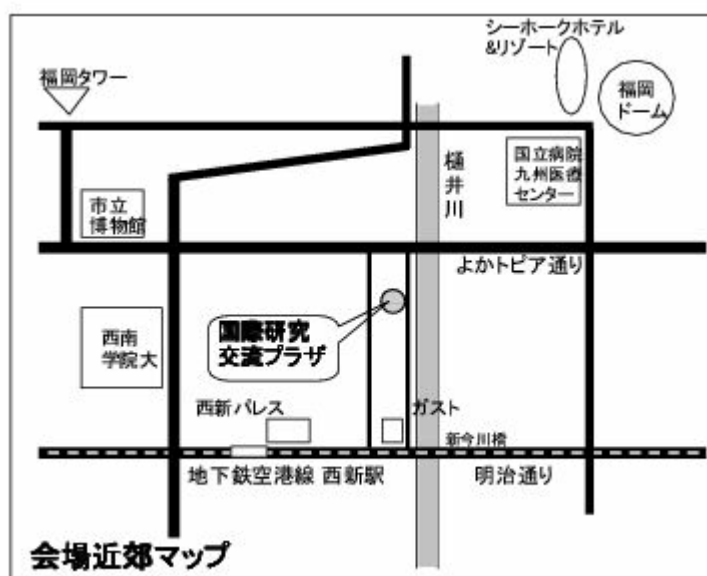 シーホークホテル
&リゾート
福岡タワー
福岡
ドーム
樋井川
国立病院
九州医療
センター
市立
博物館
よかトピア通り
国際研究
交流プラザ
西南
学院大
西新パレス
ガスト
新今川橋
地下鉄空港線 西新駅
明治通り
会場近郊マップ